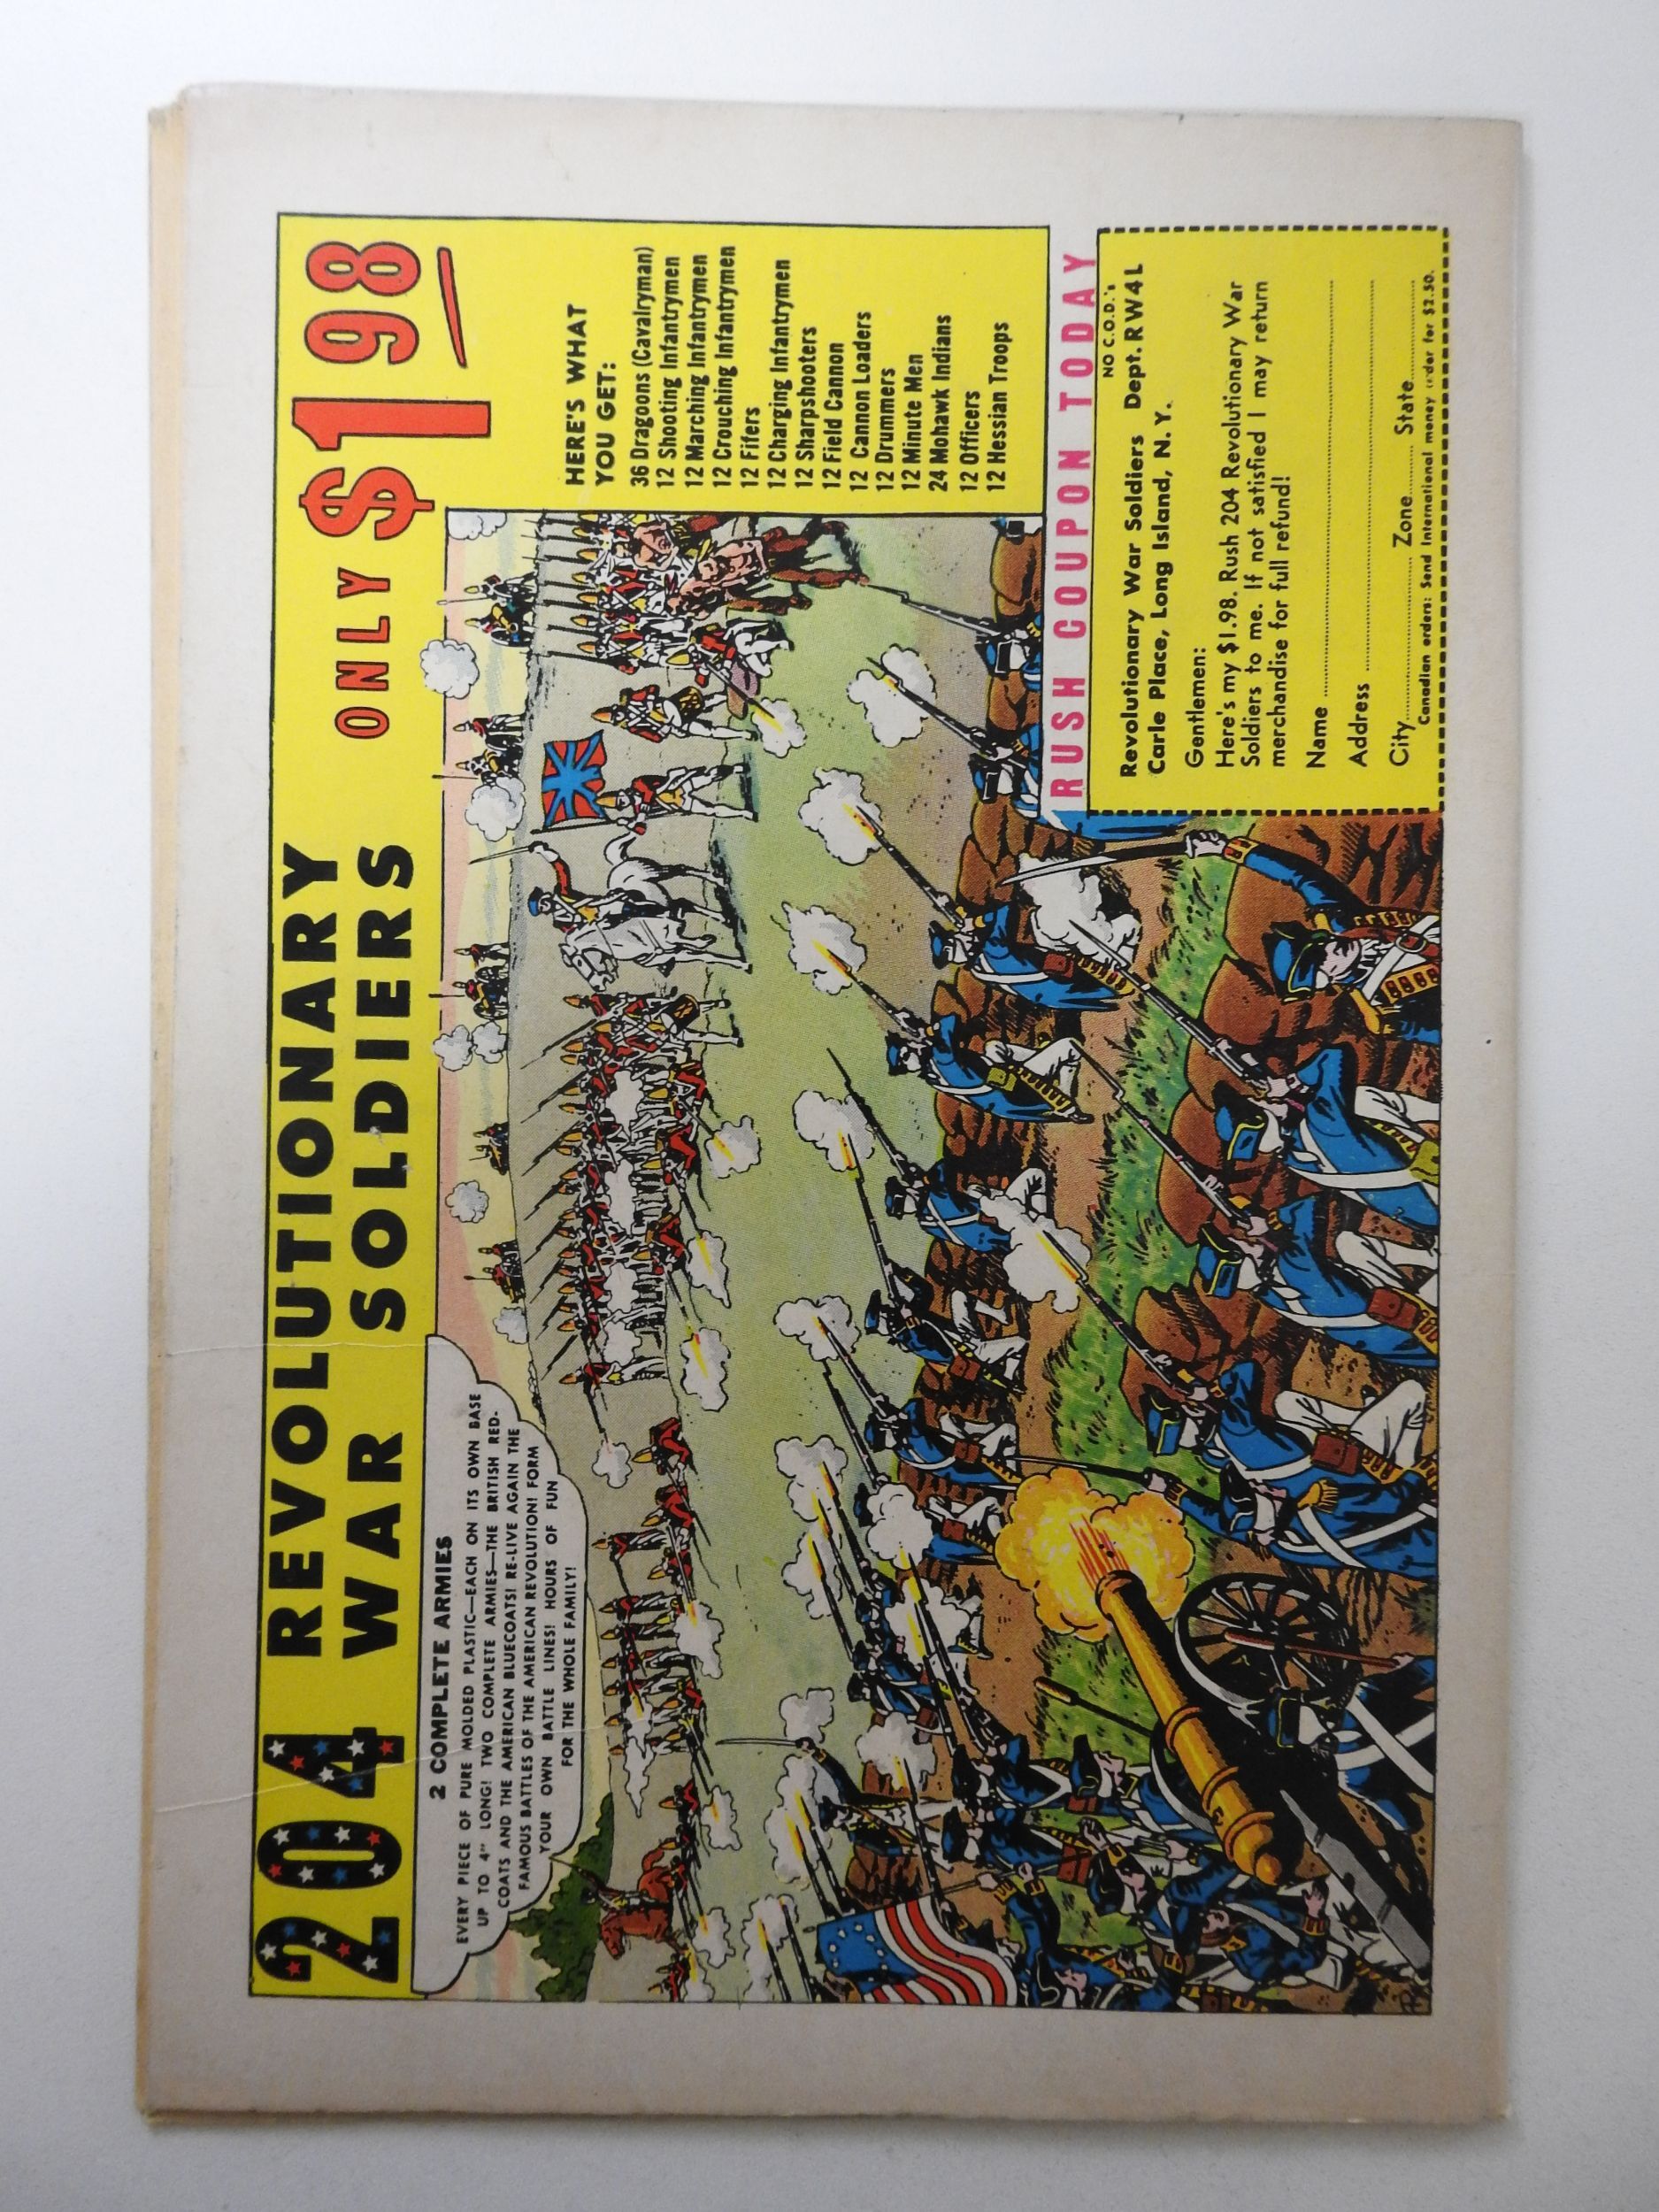 204 REVOLUTIONARY
WAR SOLDIERS ONLY $1 98
2 COMPLETE ARMIES
EVERY PIECE OF PURE MOLDED PLASTIC—EACH ON ITS OWN BASE
UP TO 4" LONG! TWO COMPLETE ARMIES—THE BRITISH RED-
COATS AND THE AMERICAN BLUECOATS! RE-LIVE AGAIN THE
FAMOUS BATTLES OF THE AMERICAN REVOLUTION! FORM
YOUR OWN BATTLE LINES! HOURS OF FUN
FOR THE WHOLE FAMILY!
HERE'S WHAT
YOU GET:
36 Dragoons (Cavalryman)
12 Shooting Infantrymen
12 Marching Infantrymen
12 Crouching Infantrymen
12 Fifers
12 Charging Infantrymen
12 Sharpshooters
12 Field Cannon
12 Cannon Loaders
12 Drummers
12 Minute Men
24 Mohawk Indians
12 Officers
12 Hessian Troops
RUSH COUPON TODAY
NO C.O.D.'s
Revolutionary War Soldiers Dept. RW4L
Carle Place, Long Island, N. Y.
Gentlemen:
Here's my $1.98. Rush 204 Revolutionary War
Soldiers to me. If not satisfied I may return
merchandise for full refund!
Name
Address
City Zone State
Canadian orders: Send International money order for $2.50.